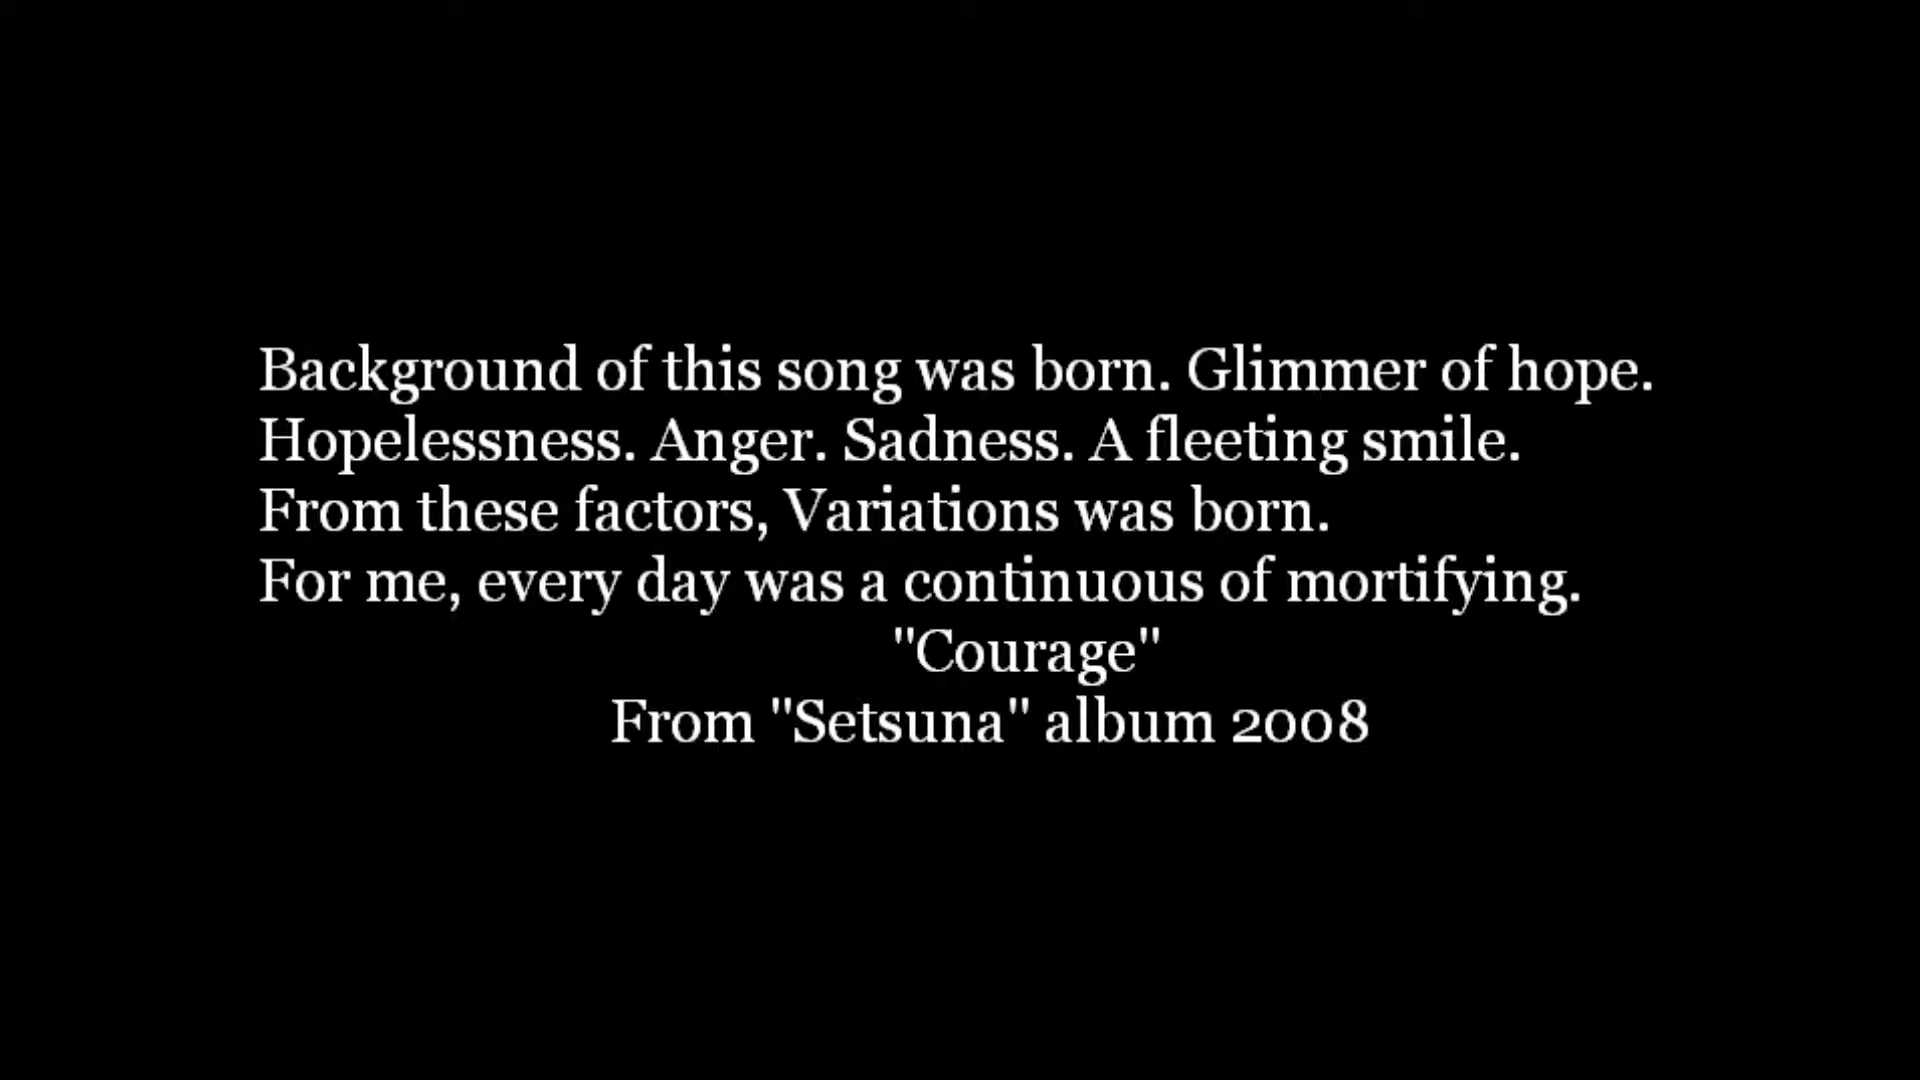 Background of this song was born. Glimmer of hope.
Hopelessness. Anger. Sadness. A fleeting smile.
From these factors, Variations was born.
For me, every day was a continuous of mortifying.
"Courage"
From "Setsuna" album 2008